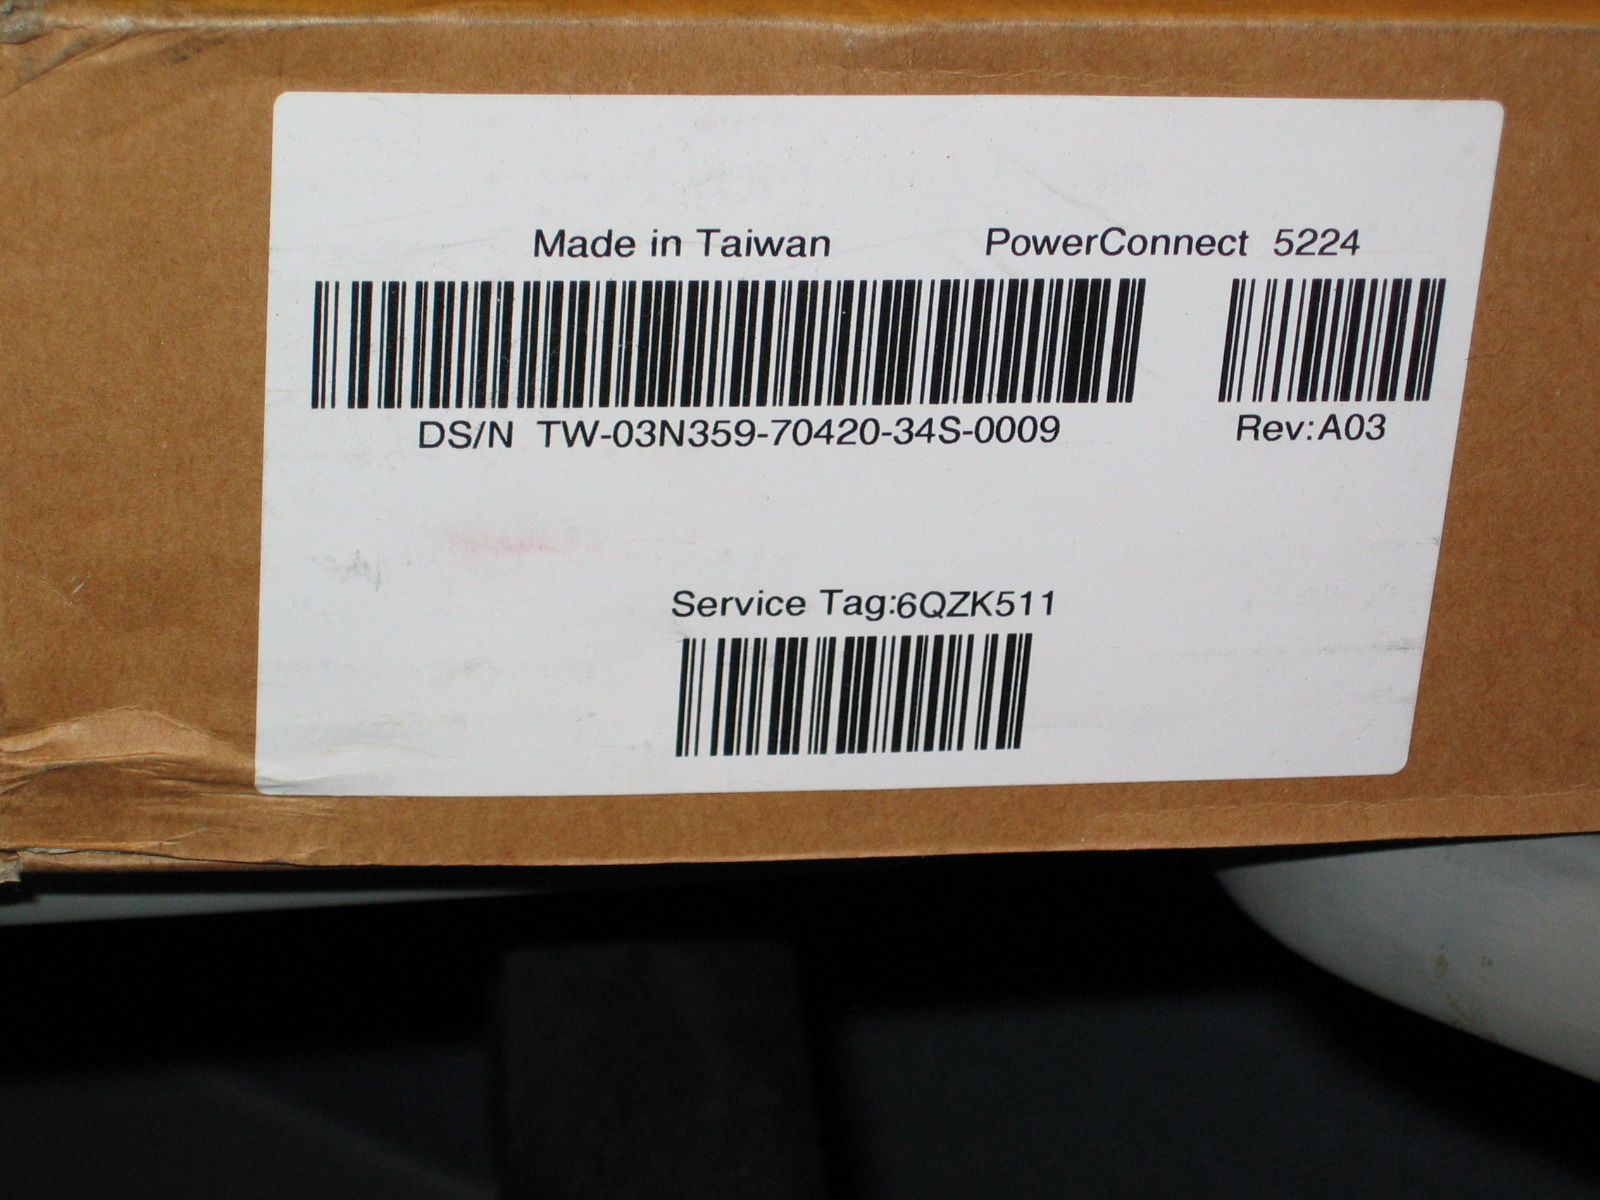 Made in Taiwan PowerConnect 5224
DS/N TW-03N359-70420-34S-0009 Rev:A03
Service Tag:6QZK511